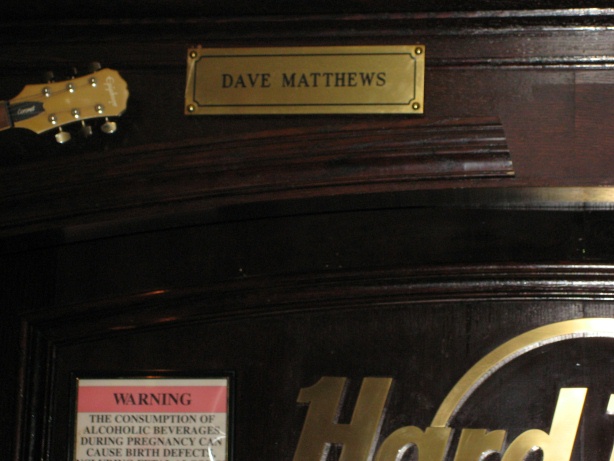 Epiphone
DAVE MATTHEWS
WARNING
THE CONSUMPTION OF
ALCOHOLIC BEVERAGES
DURING PREGNANCY CAN
CAUSE BIRTH DEFECTS
Hard